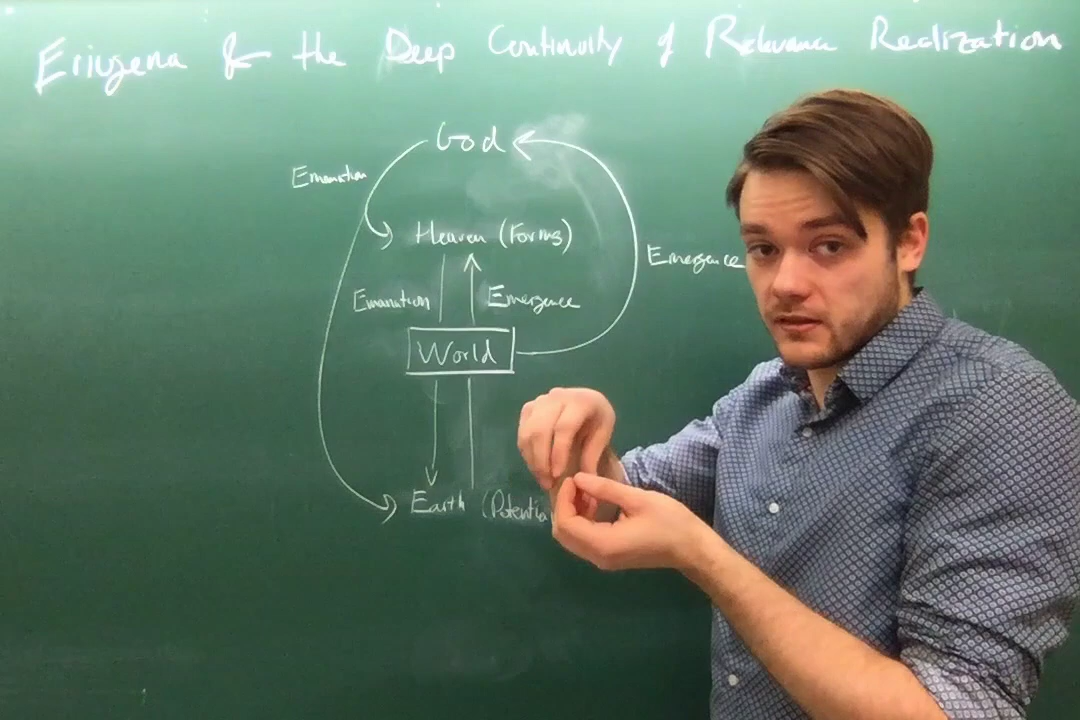 Eriugena & the Deep Continuity of Relevance Realization
God
Emanation
Heaven (Forms)
Emergence
Emanation
Emergence
World
Earth (Potentia